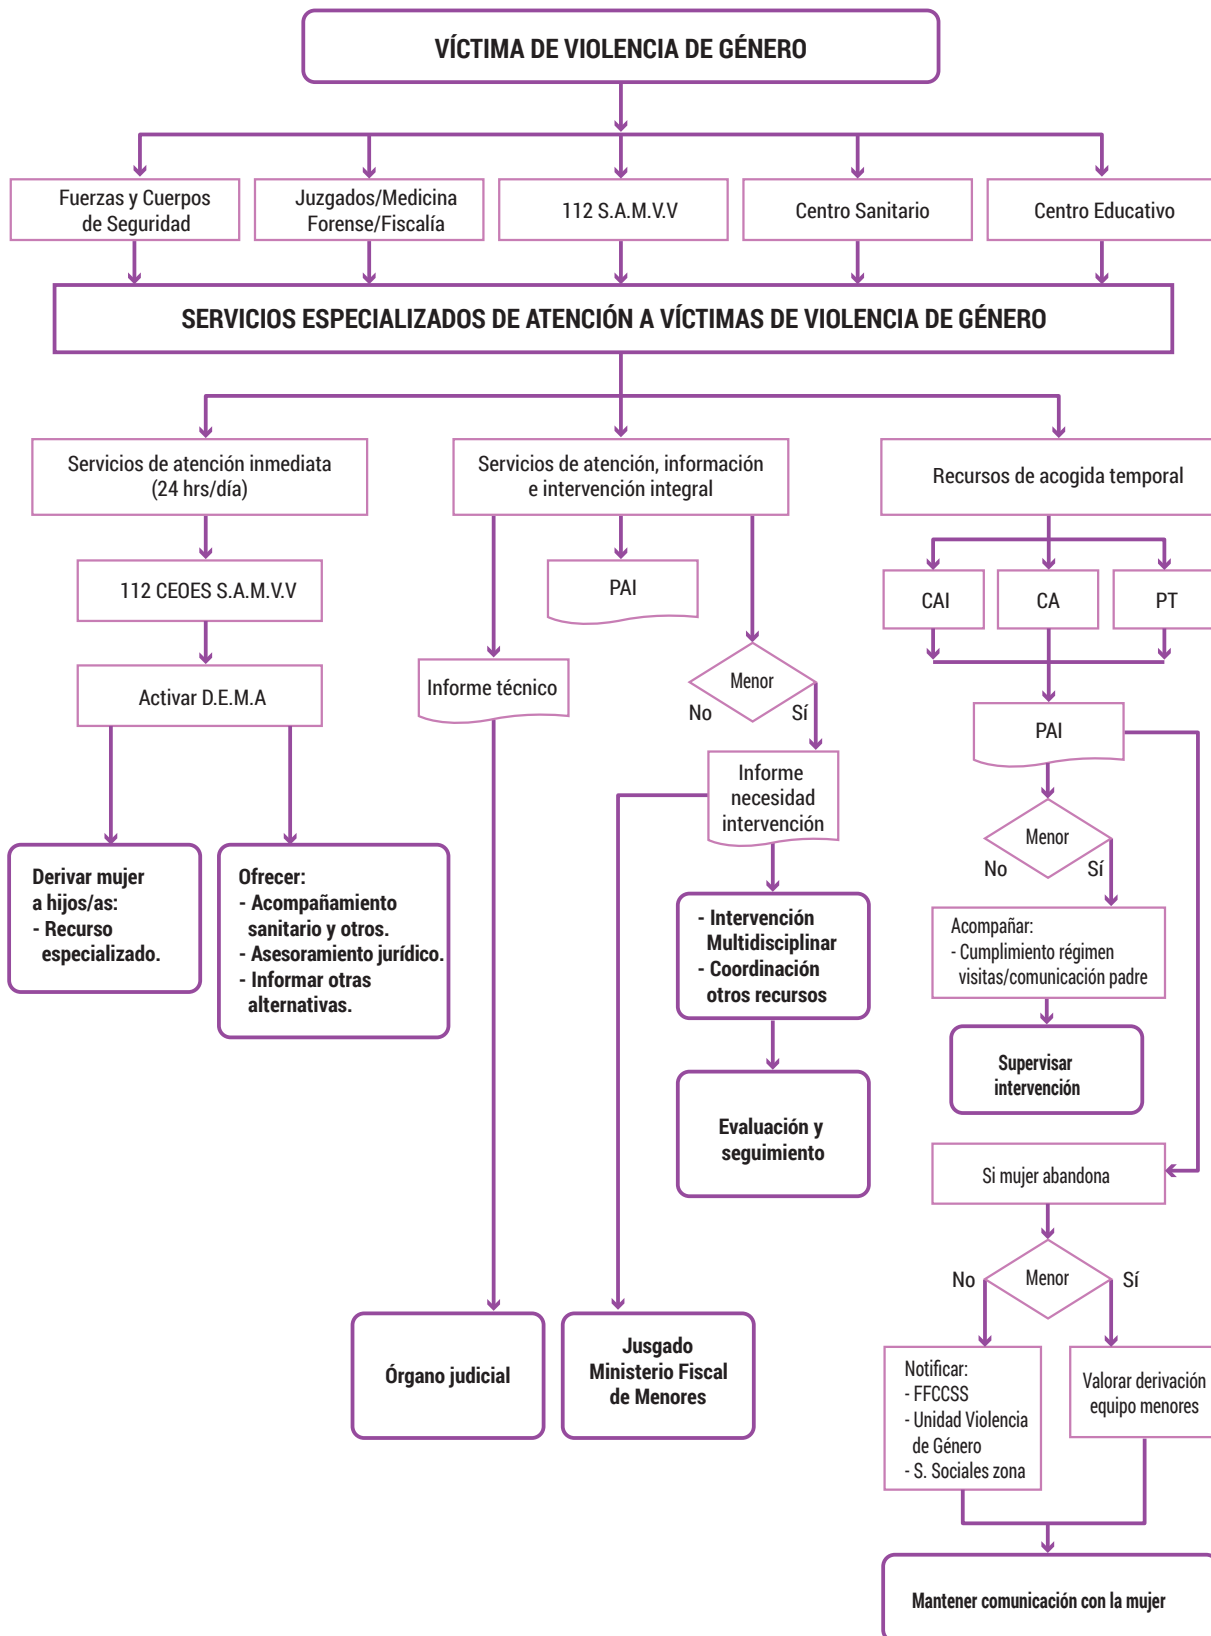 VÍCTIMA DE VIOLENCIA DE GÉNERO
Fuerzas y Cuerpos
de Seguridad
Juzgados/Medicina
Forense/Fiscalía
112 S.A.M.V.V
Centro Sanitario
Centro Educativo
SERVICIOS ESPECIALIZADOS DE ATENCIÓN A VÍCTIMAS DE VIOLENCIA DE GÉNERO
Servicios de atención inmediata
(24 hrs/día)
Servicios de atención, información
e intervención integral
Recursos de acogida temporal
112 CEOES S.A.M.V.V
PAI
CAI
CA
PT
Activar D.E.M.A
Informe técnico
Menor
No
Sí
PAI
Informe
necesidad
intervención
Menor
No
Sí
Derivar mujer
a hijos/as:
- Recurso
especializado.
Ofrecer:
- Acompañamiento
sanitario y otros.
- Asesoramiento jurídico.
- Informar otras
alternativas.
- Intervención
Multidisciplinar
- Coordinación
otros recursos
Acompañar:
- Cumplimiento régimen
visitas/comunicación padre
Supervisar
intervención
Evaluación y
seguimiento
Si mujer abandona
Menor
No
Sí
Órgano judicial
Jusgado
Ministerio Fiscal
de Menores
Notificar:
- FFCCSS
- Unidad Violencia
de Género
- S. Sociales zona
Valorar derivación
equipo menores
Mantener comunicación con la mujer